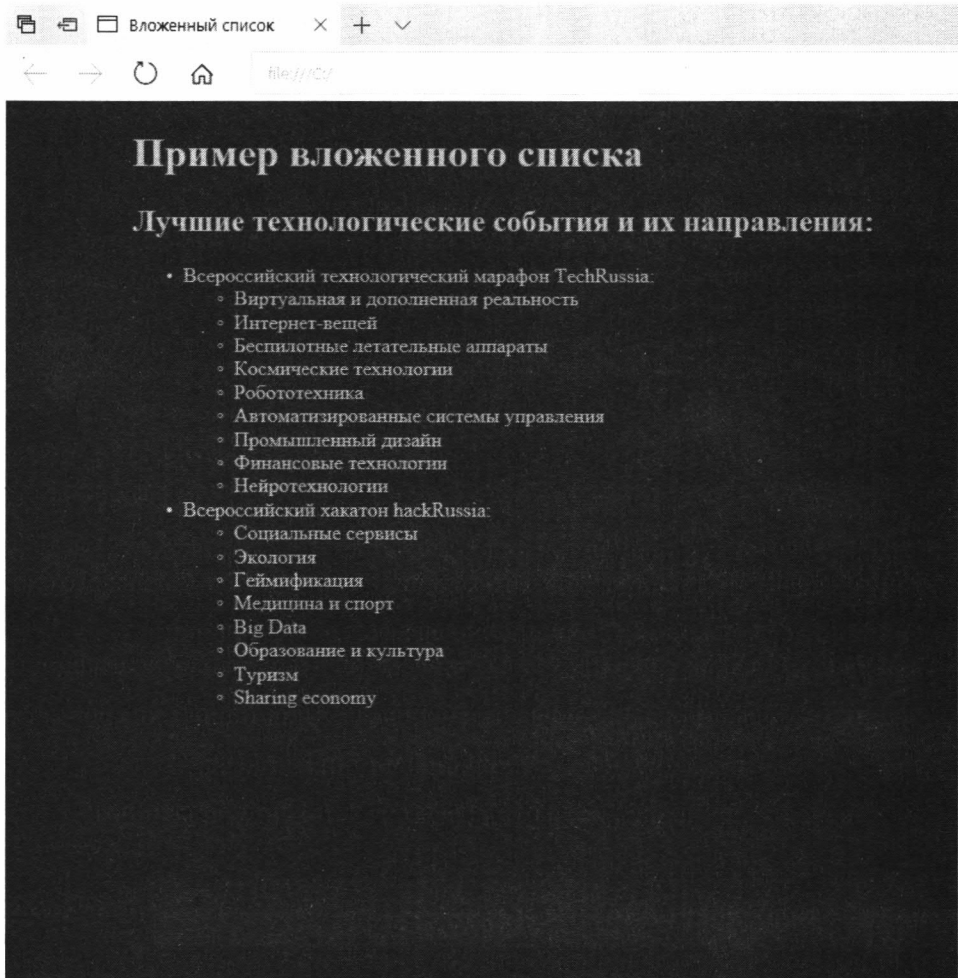 Вложенный список
file:///C:/
Пример вложенного списка
Лучшие технологические события и их направления:
• Всероссийский технологический марафон TechRussia:
◦ Виртуальная и дополненная реальность
◦ Интернет-вещей
◦ Беспилотные летательные аппараты
◦ Космические технологии
◦ Робототехника
◦ Автоматизированные системы управления
◦ Промышленный дизайн
◦ Финансовые технологии
◦ Нейротехнологии
• Всероссийский хакатон hackRussia:
◦ Социальные сервисы
◦ Экология
◦ Геймификация
◦ Медицина и спорт
◦ Big Data
◦ Образование и культура
◦ Туризм
◦ Sharing economy